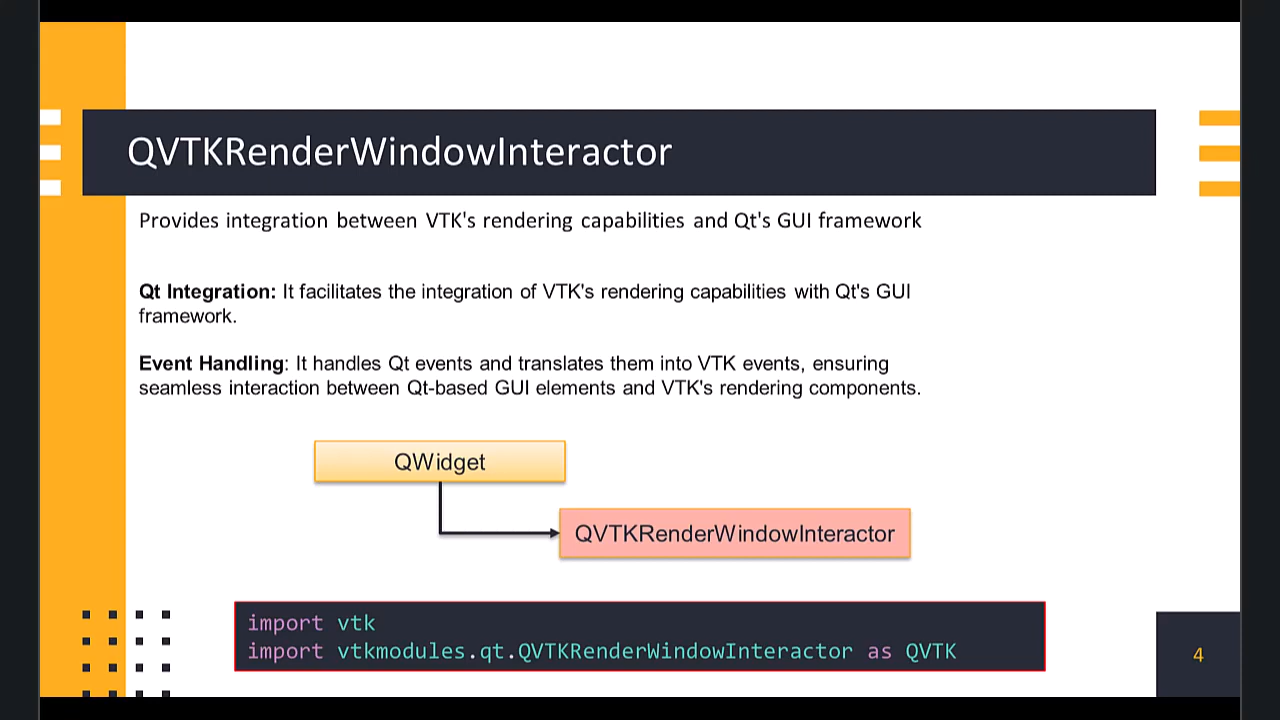 QVTKRenderWindowInteractor
Provides integration between VTK's rendering capabilities and Qt's GUI framework
Qt Integration: It facilitates the integration of VTK's rendering capabilities with Qt's GUI
framework.
Event Handling: It handles Qt events and translates them into VTK events, ensuring
seamless interaction between Qt-based GUI elements and VTK's rendering components.
QWidget
QVTKRenderWindowInteractor
import vtk
import vtkmodules.qt.QVTKRenderWindowInteractor as QVTK
4